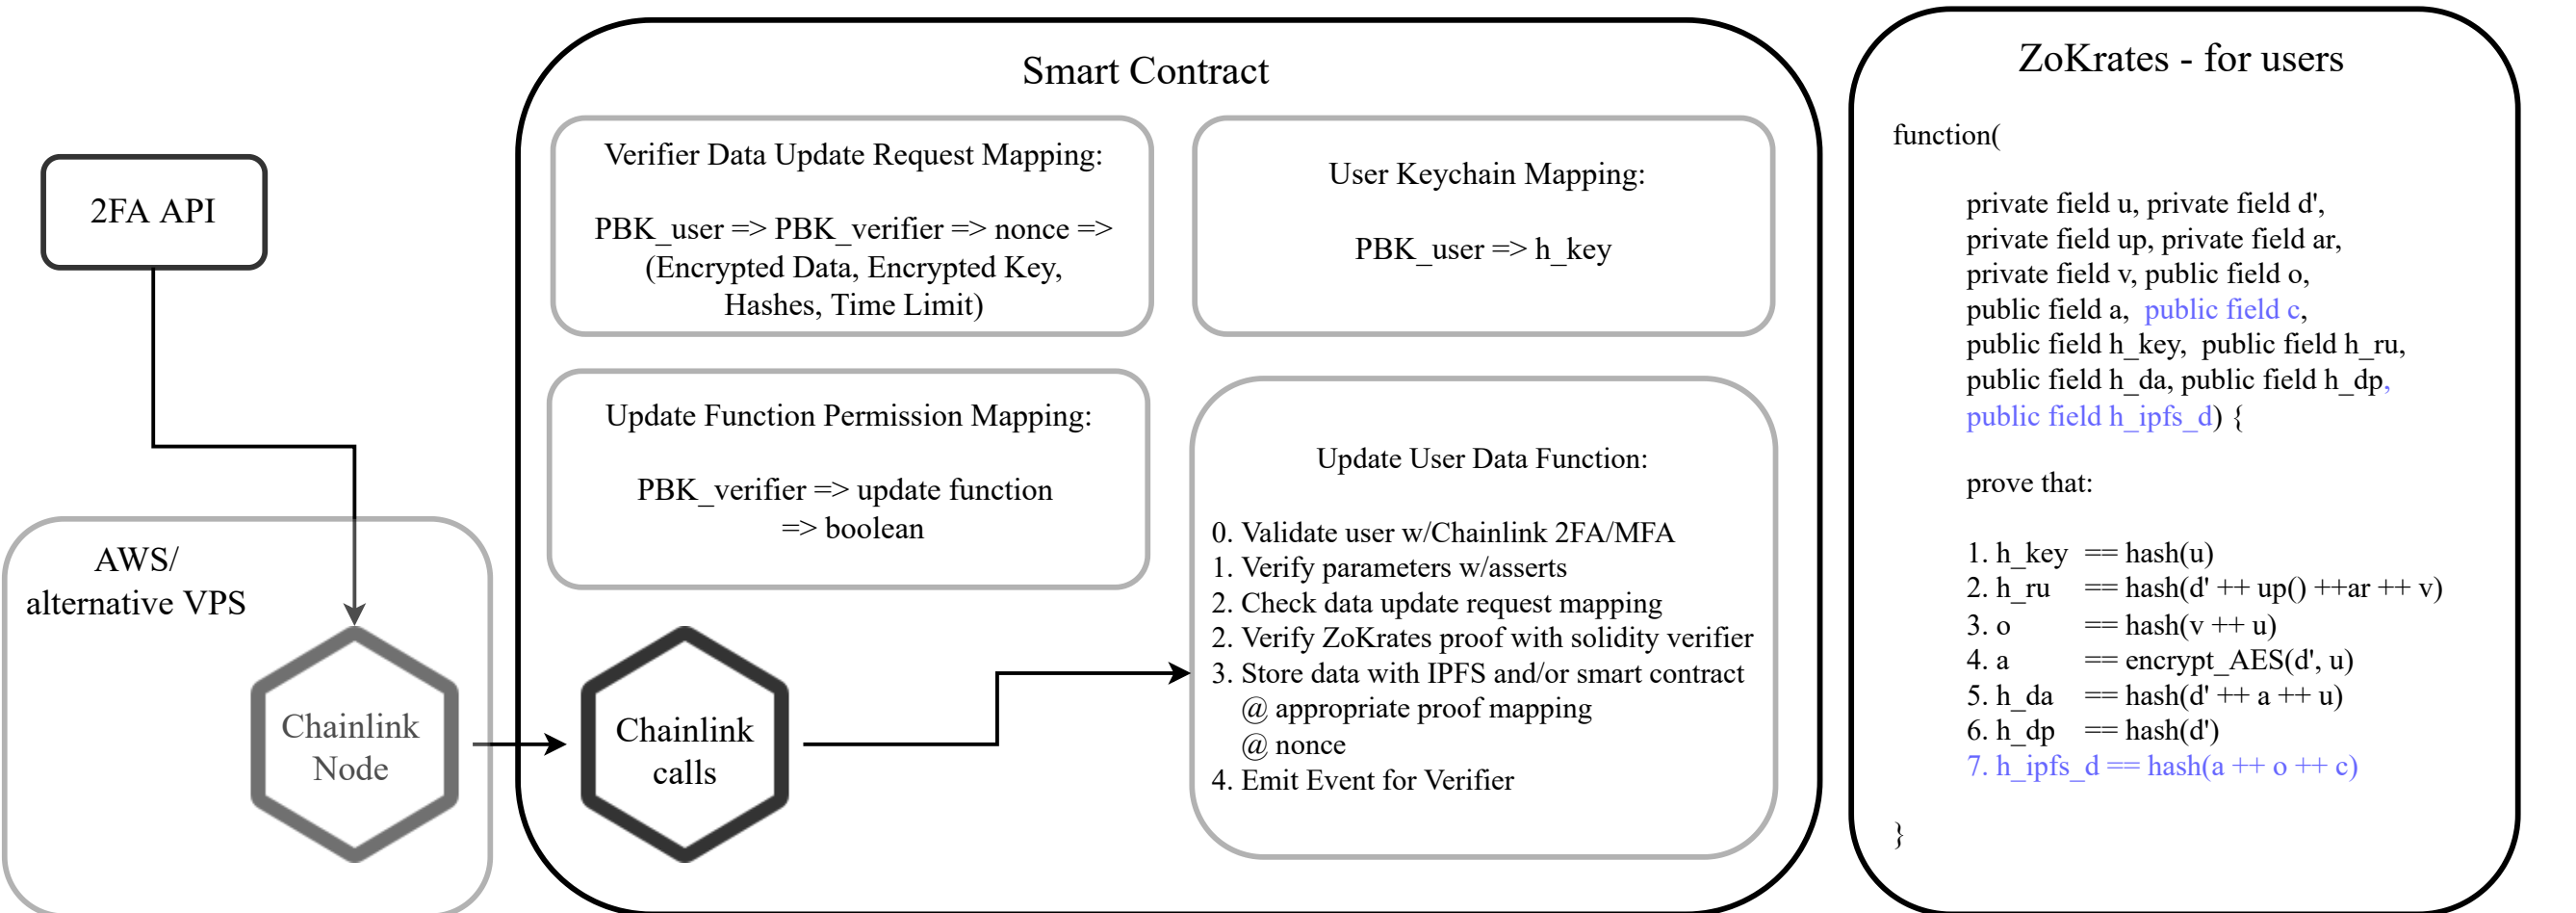 2FA API
AWS/
alternative VPS
Chainlink
Node
Smart Contract
Verifier Data Update Request Mapping:
PBK_user => PBK_verifier => nonce =>
(Encrypted Data, Encrypted Key,
Hashes, Time Limit)
User Keychain Mapping:
PBK_user => h_key
Update Function Permission Mapping:
PBK_verifier => update function
=> boolean
Chainlink
calls
Update User Data Function:
0. Validate user w/Chainlink 2FA/MFA
1. Verify parameters w/asserts
2. Check data update request mapping
2. Verify ZoKrates proof with solidity verifier
3. Store data with IPFS and/or smart contract
@ appropriate proof mapping
@ nonce
4. Emit Event for Verifier
ZoKrates - for users
function(
private field u, private field d',
private field up, private field ar,
private field v, public field o,
public field a, public field c,
public field h_key, public field h_ru,
public field h_da, public field h_dp,
public field h_ipfs_d) {
prove that:
1. h_key == hash(u)
2. h_ru == hash(d' ++ up() ++ar ++ v)
3. o == hash(v ++ u)
4. a == encrypt_AES(d', u)
5. h_da == hash(d' ++ a ++ u)
6. h_dp == hash(d')
7. h_ipfs_d == hash(a ++ o ++ c)
}